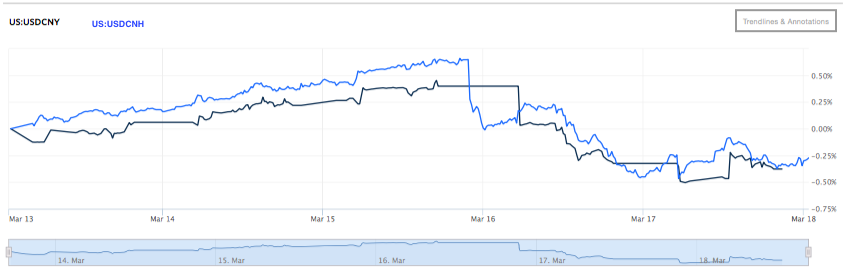 US:USDCNY US:USDCNH Trendlines & Annotations
0.50%
0.25%
0.00%
-0.25%
-0.50%
-0.75%
Mar 13 Mar 14 Mar 15 Mar 16 Mar 17 Mar 18
14. Mar 15. Mar 16. Mar 17. Mar 18. Mar